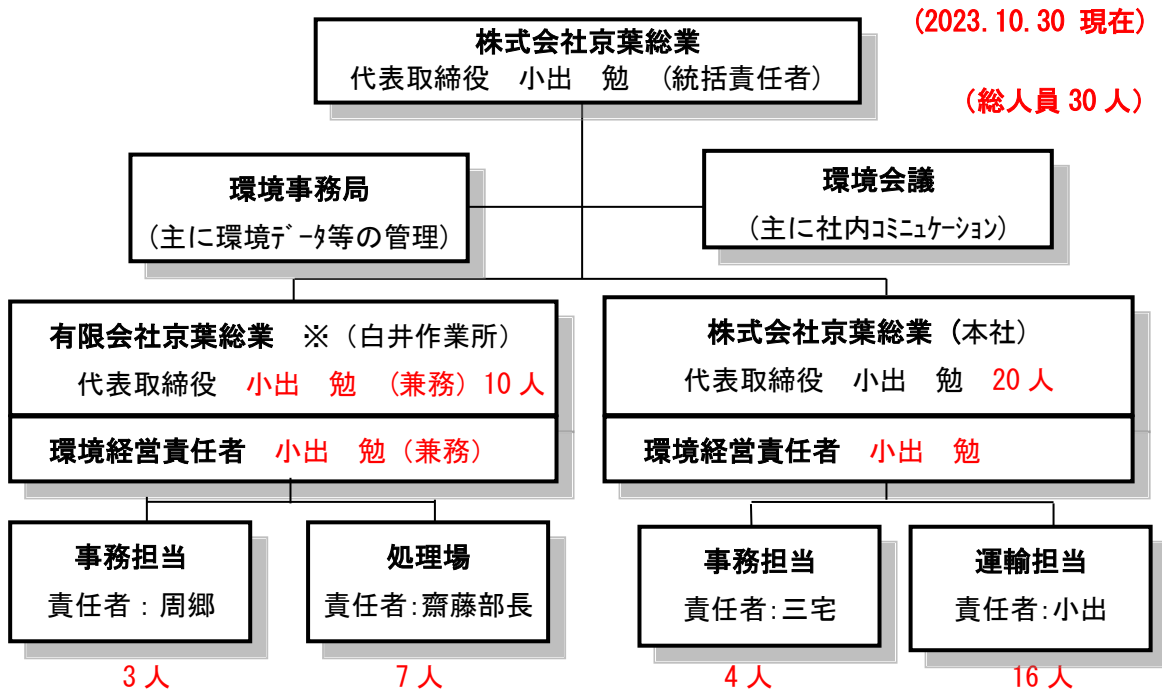 (2023.10.30 現在)
株式会社京葉総業
代表取締役　小出　勉　(統括責任者)
(総人員 30 人)
環境事務局
(主に環境ﾃﾞｰﾀ等の管理)
環境会議
(主に社内ｺﾐﾆｭｹｰｼｮﾝ)
有限会社京葉総業　※（白井作業所）
代表取締役　小出　勉　(兼務) 10 人
環境経営責任者　小出　勉（兼務）
株式会社京葉総業（本社）
代表取締役　小出　勉　20 人
環境経営責任者　小出　勉
事務担当
責任者：周郷
3 人
処理場
責任者:齋藤部長
7 人
事務担当
責任者:三宅
4 人
運輸担当
責任者:小出
16 人